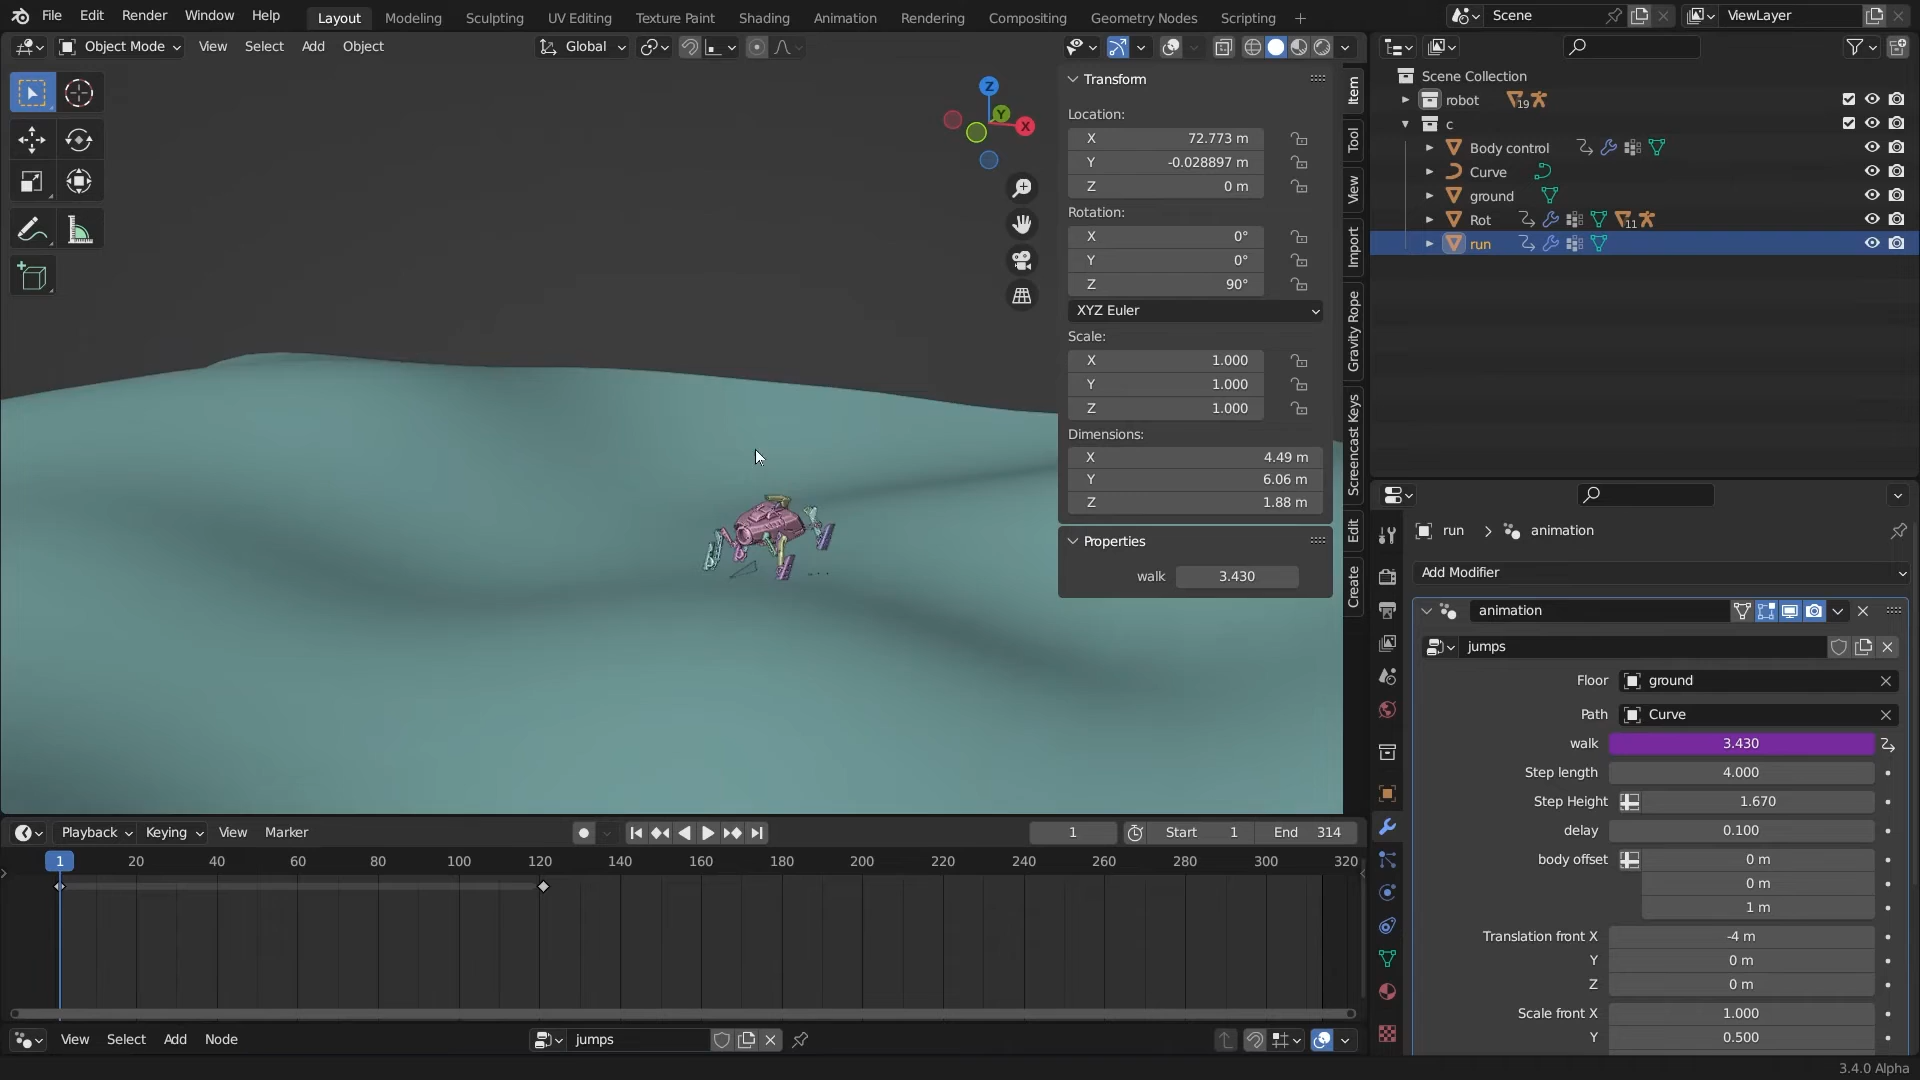 File Edit Render Window Help Layout Modeling Sculpting UV Editing Texture Paint Shading Animation Rendering Compositing Geometry Nodes Scripting + Scene ViewLayer
Object Mode View Select Add Object Global
Z
Y
X
Transform
Location:
X 72.773 m
Y -0.028897 m
Z 0 m
Rotation:
X 0°
Y 0°
Z 90°
XYZ Euler
Scale:
X 1.000
Y 1.000
Z 1.000
Dimensions:
X 4.49 m
Y 6.06 m
Z 1.88 m
Properties
walk 3.430
Item
Tool
View
Import
Gravity Rope
Screencast Keys
Edit
Create
Scene Collection
robot 19
c
Body control
Curve
ground
Rot 11
run
run > animation
Add Modifier
animation
jumps
Floor ground
Path Curve
walk 3.430
Step length 4.000
Step Height 1.670
delay 0.100
body offset 0 m
0 m
1 m
Translation front X -4 m
Y 0 m
Z 0 m
Scale front X 1.000
Y 0.500
Playback Keying View Marker 1 Start 1 End 314
1 20 40 60 80 100 120 140 160 180 200 220 240 260 280 300 320
View Select Add Node jumps
3.4.0 Alpha